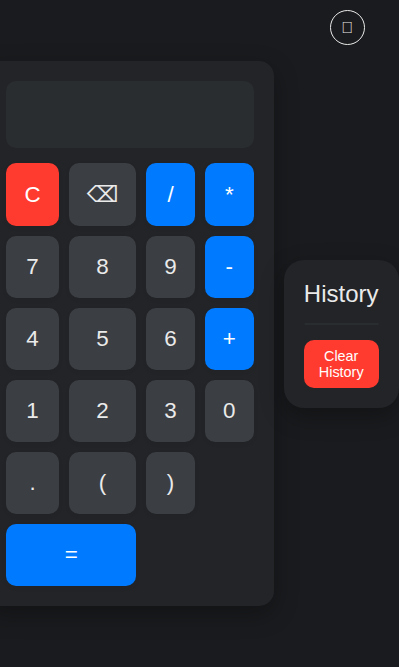 C ⌫ / *
7 8 9 -
History
4 5 6 +
Clear
History
1 2 3 0
. ( )
=